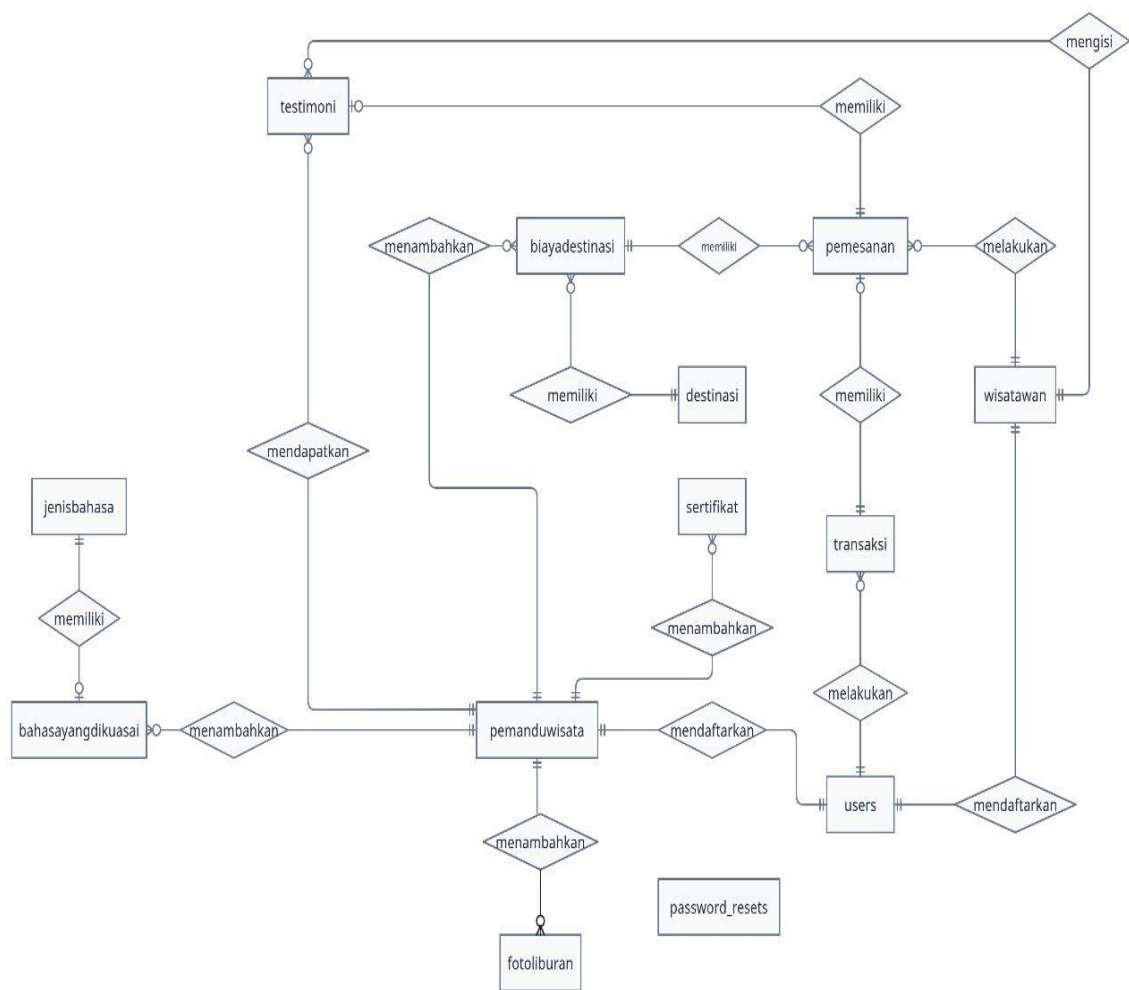 mengisi
testimoni
memiliki
menambahkan
biayadestinasi
memiliki
pemesanan
melakukan
memiliki
destinasi
memiliki
wisatawan
mendapatkan
jenisbahasa
sertifikat
transaksi
memiliki
menambahkan
melakukan
bahasayangdikuasai
menambahkan
pemanduwisata
mendaftarkan
users
mendaftarkan
menambahkan
password_resets
fotoliburan